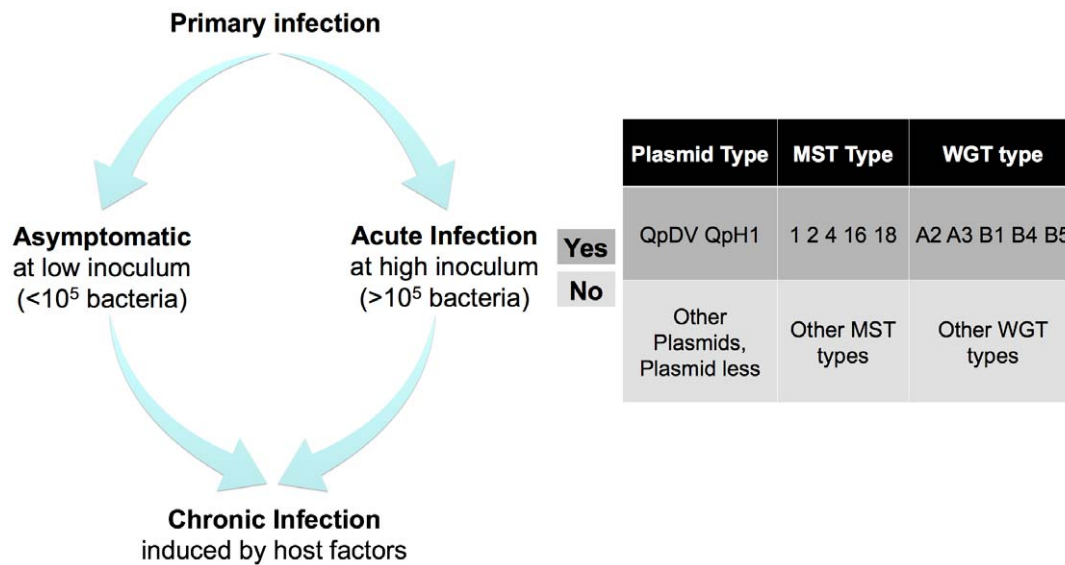 Primary infection
Asymptomatic
at low inoculum
(<10⁵ bacteria)
Acute Infection
at high inoculum
(>10⁵ bacteria)
Chronic Infection
induced by host factors
Yes
No
Plasmid Type MST Type WGT type
QpDV QpH1 1 2 4 16 18 A2 A3 B1 B4 B5
Other
Plasmids,
Plasmid less
Other MST
types
Other WGT
types